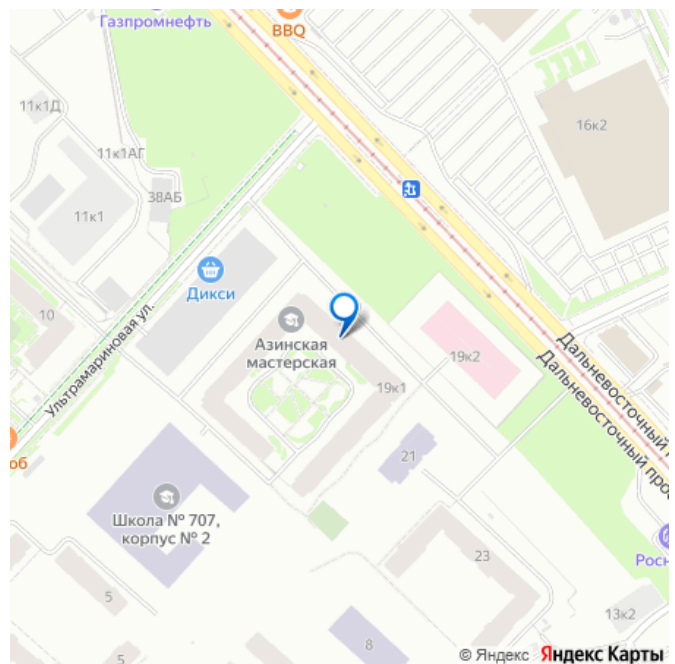 Газпромнефть
BBQ
11к1Д
16к2
11к1АГ
38АБ
11к1
Дикси
10
Ультрамариновая ул.
Азинская
мастерская
19к1
19к2
Дальневосточный
Дальневосточный прос
об
21
Школа № 707,
корпус № 2
23
Росн
5
13к2
8
5
© Яндекс Яндекс Карты